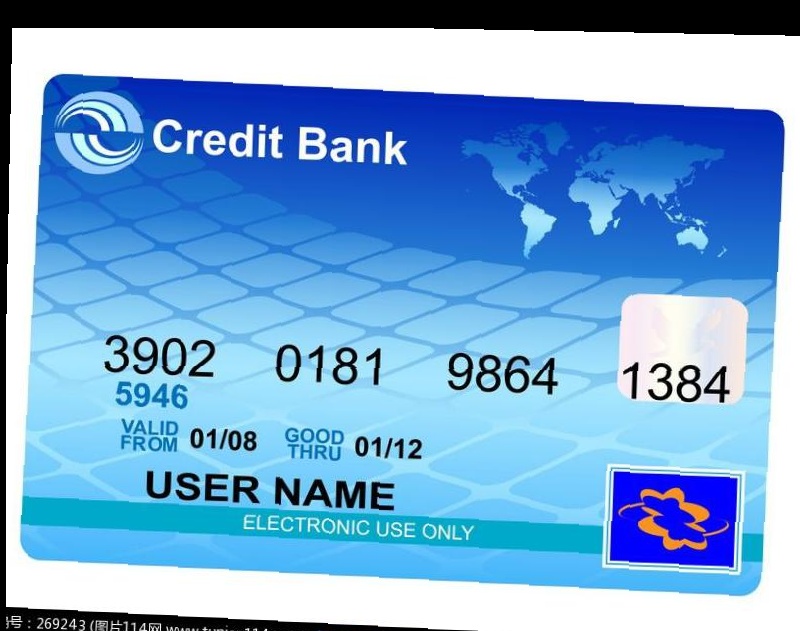 Credit Bank
3902 0181 9864 1384
5946
VALID FROM 01/08 GOOD THRU 01/12
USER NAME
ELECTRONIC USE ONLY
号：269243 (图片114网